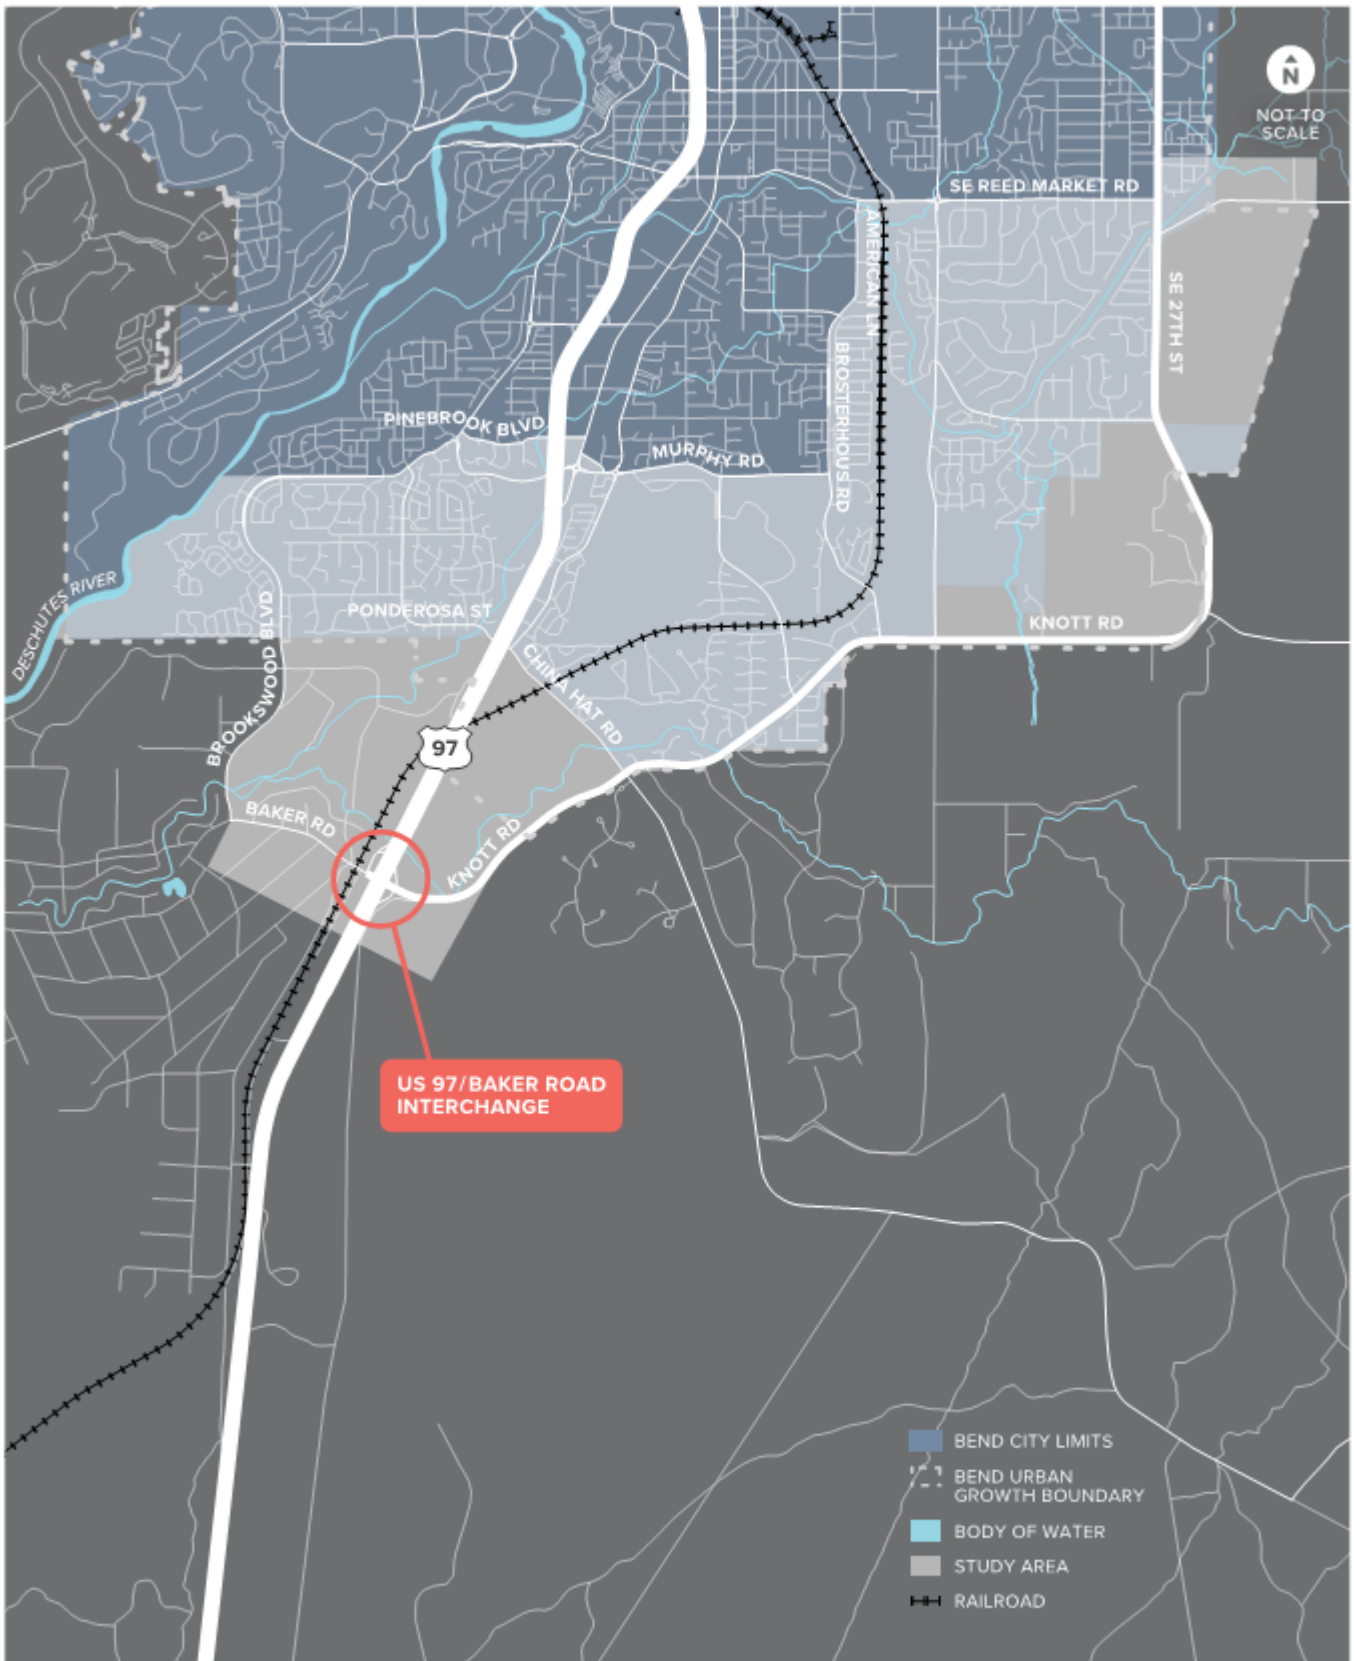 N
NOT TO
SCALE
SE REED MARKET RD
AMERICAN LN
SE 27TH ST
BROSTERHOUS RD
PINEBROOK BLVD
MURPHY RD
DESCHUTES RIVER
PONDEROSA ST
KNOTT RD
BROOKSWOOD BLVD
CHINA HAT RD
97
BAKER RD
KNOTT RD
US 97/BAKER ROAD
INTERCHANGE
BEND CITY LIMITS
BEND URBAN
GROWTH BOUNDARY
BODY OF WATER
STUDY AREA
RAILROAD